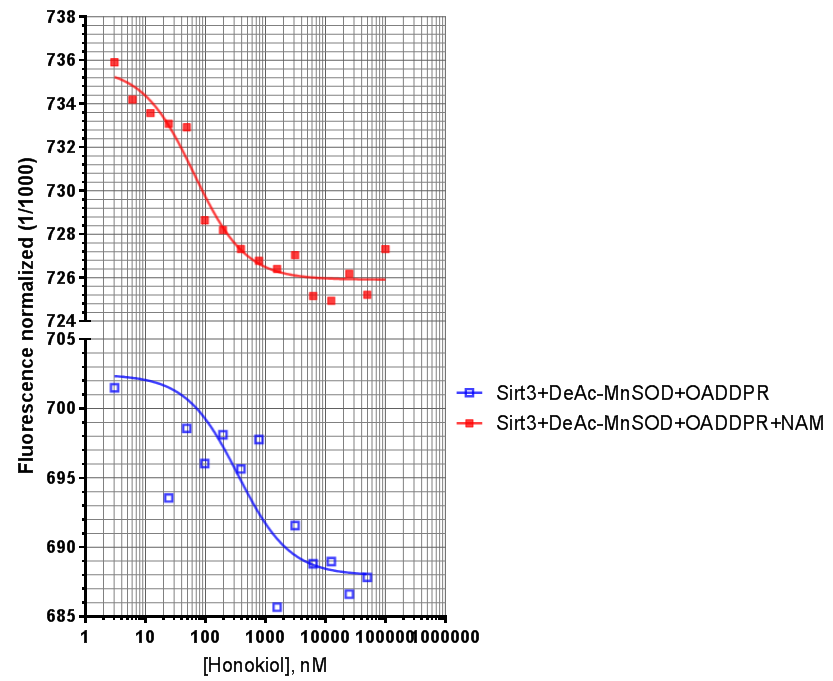 738
736
734
732
730
728
726
724
705
700
695
690
685
1 10 100 1000 10000 100000 1000000
Fluorescence normalized (1/1000)
[Honokiol], nM
Sirt3+DeAc-MnSOD+OADDPR
Sirt3+DeAc-MnSOD+OADDPR+NAM